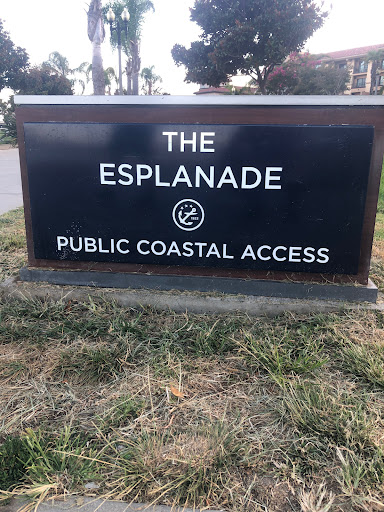 THE
ESPLANADE
PUBLIC COASTAL ACCESS